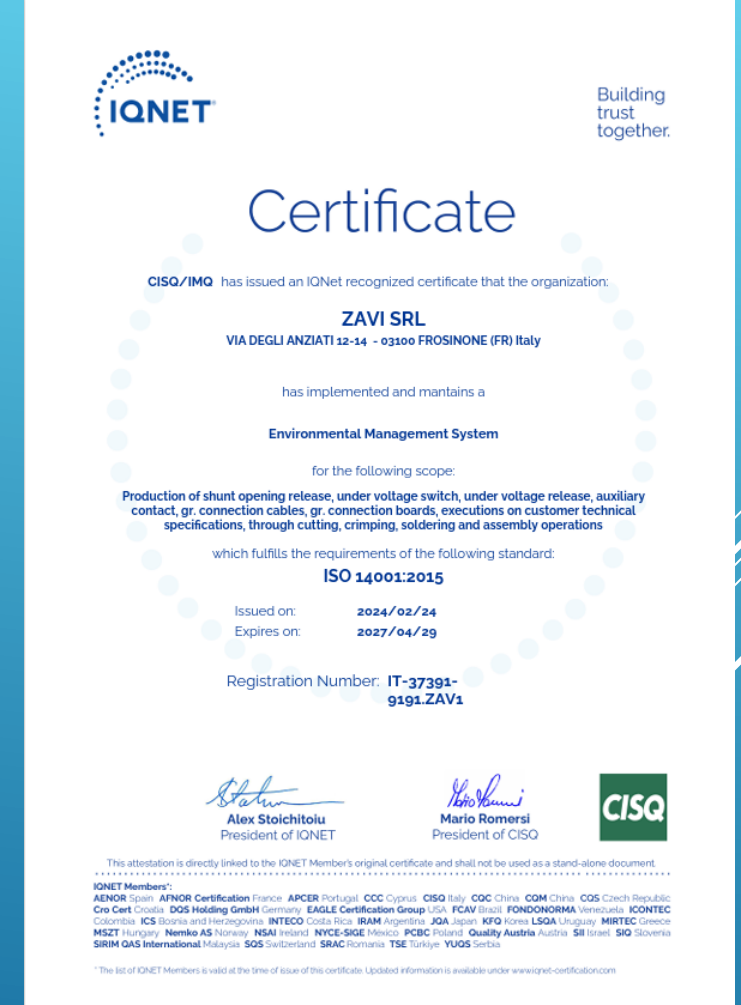 IQNET
Building
trust
together.
Certificate
CISQ/IMQ has issued an IQNet recognized certificate that the organization:
ZAVI SRL
VIA DEGLI ANZIATI 12-14 - 03100 FROSINONE (FR) Italy
has implemented and mantains a
Environmental Management System
for the following scope:
Production of shunt opening release, under voltage switch, under voltage release, auxiliary
contact, gr. connection cables, gr. connection boards, executions on customer technical
specifications, through cutting, crimping, soldering and assembly operations
which fulfills the requirements of the following standard:
ISO 14001:2015
Issued on: 2024/02/24
Expires on: 2027/04/29
Registration Number: IT-37391-
9191.ZAV1
Alex Stoichitoiu
President of IQNET
Mario Romersi
President of CISQ
CISQ
This attestation is directly linked to the IQNET Member's original certificate and shall not be used as a stand-alone document.
IQNET Members*:
AENOR Spain AFNOR Certification France APCER Portugal CCC Cyprus CISQ Italy CQC China CQM China CQS Czech Republic
Cro Cert Croatia DQS Holding GmbH Germany EAGLE Certification Group USA FCAV Brazil FONDONORMA Venezuela ICONTEC
Colombia ICS Bosnia and Herzegovina INTECO Costa Rica IRAM Argentina JQA Japan KFQ Korea LSQA Uruguay MIRTEC Greece
MSZT Hungary Nemko AS Norway NSAI Ireland NYCE-SIGE México PCBC Poland Quality Austria Austria SII Israel SIQ Slovenia
SIRIM QAS International Malaysia SQS Switzerland SRAC Romania TSE Türkiye YUQS Serbia
* The list of IQNET Members is valid at the time of issue of this certificate. Updated information is available under www.iqnet-certification.com